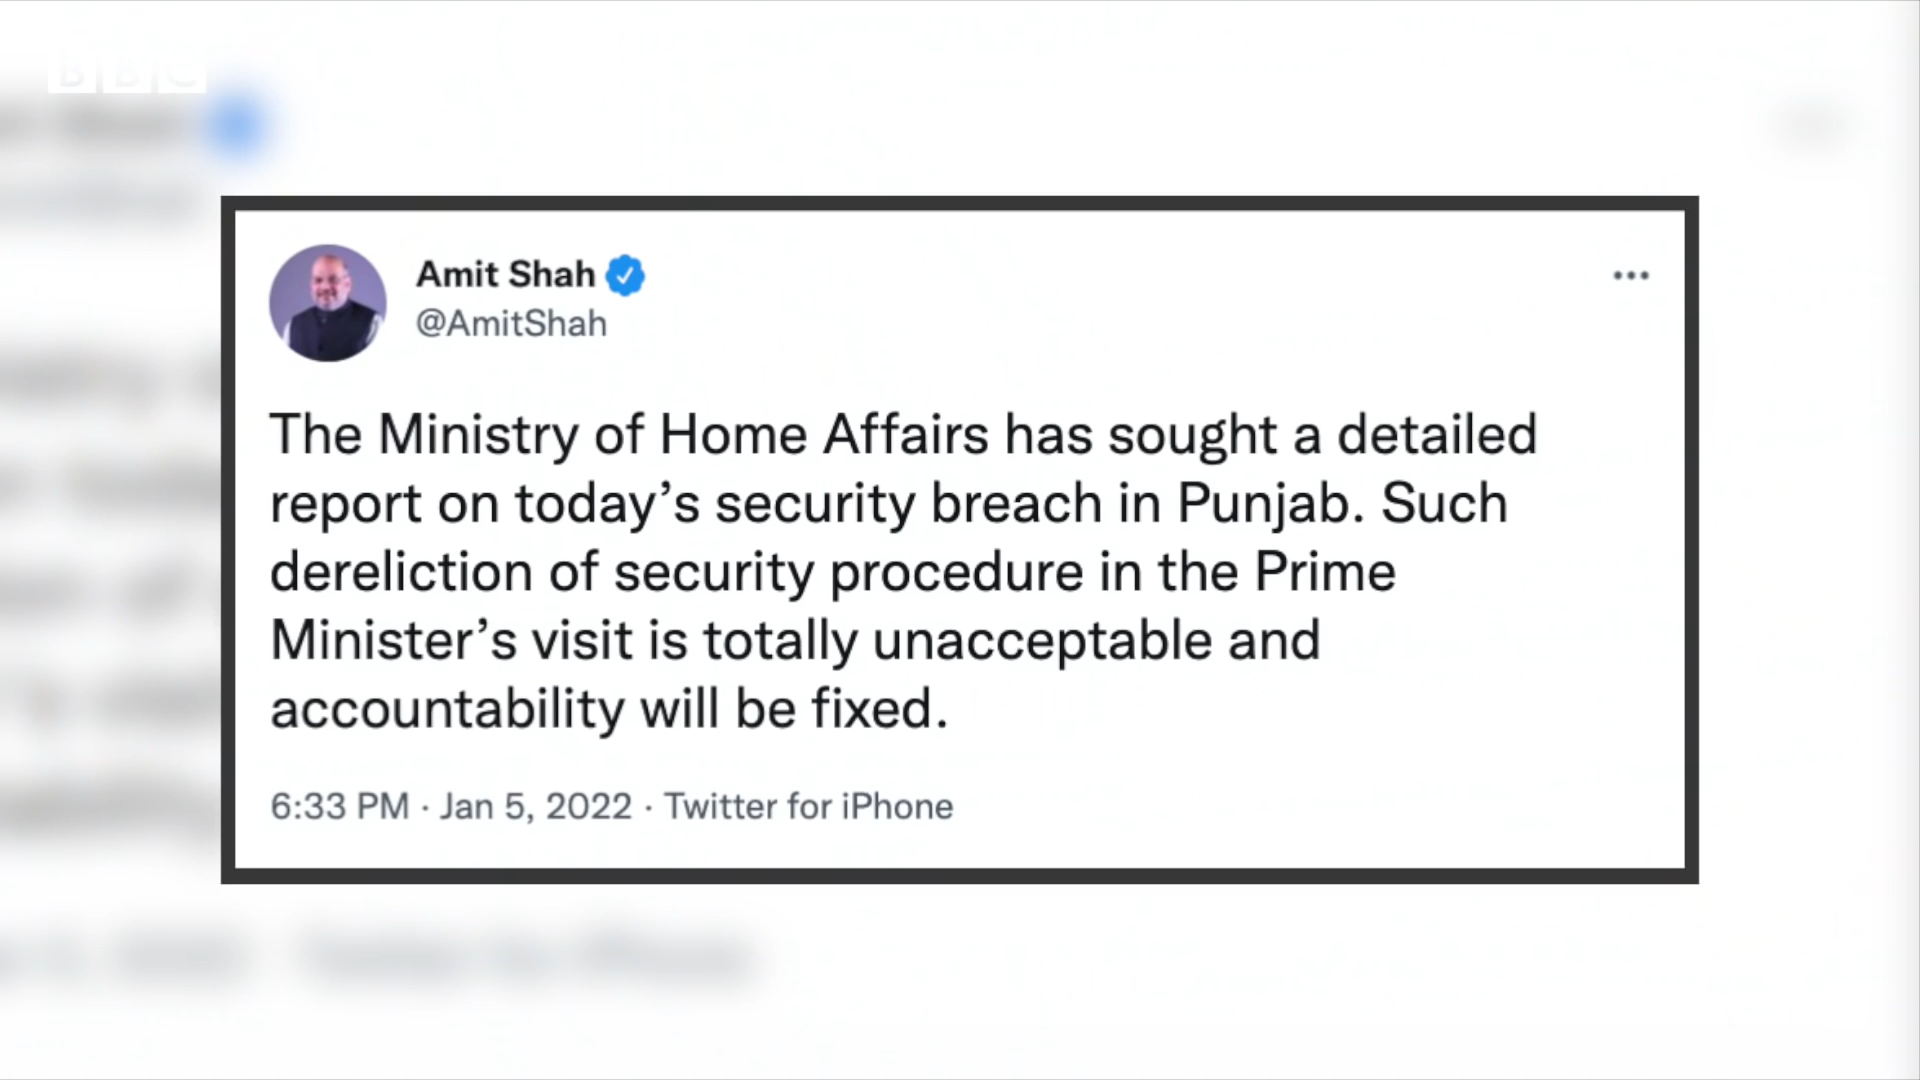 BBC
Amit Shah
@AmitShah
The Ministry of Home Affairs has sought a detailed
report on today’s security breach in Punjab. Such
dereliction of security procedure in the Prime
Minister’s visit is totally unacceptable and
accountability will be fixed.
6:33 PM · Jan 5, 2022 · Twitter for iPhone